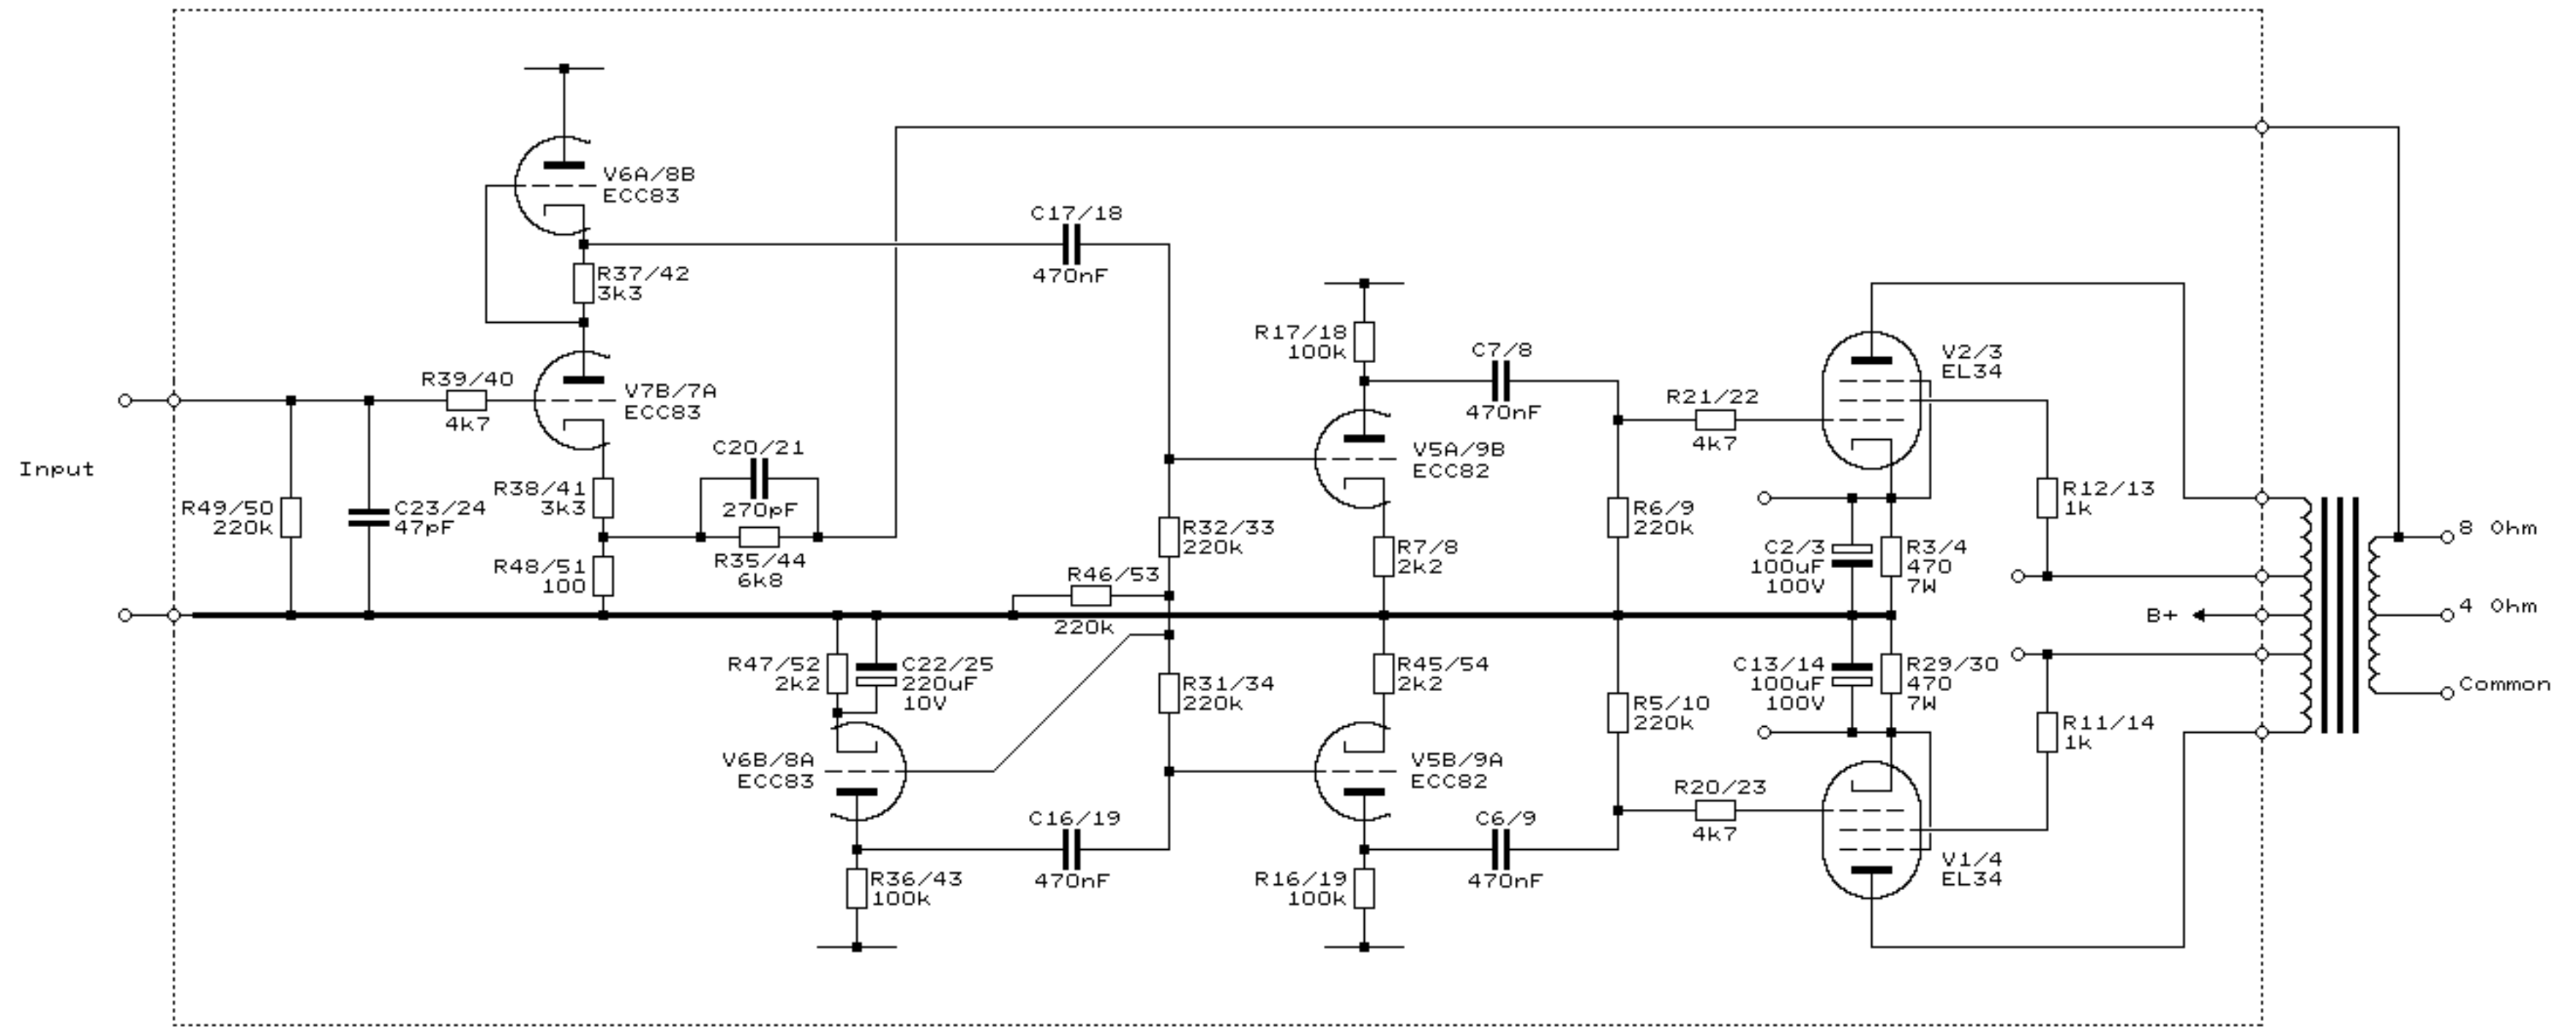 V6A/8B
ECC83
C17/18
470nF
R37/42
3k3
R17/18
100k
C7/8
470nF
V2/3
EL34
R39/40
4k7
V7B/7A
ECC83
R21/22
4k7
Input
C20/21
270pF
V5A/9B
ECC82
R49/50
220k
C23/24
47pF
R38/41
3k3
R48/51
100
R35/44
6k8
R32/33
220k
R46/53
220k
R7/8
2k2
R6/9
220k
C2/3
100uF
100V
R3/4
470
7W
R12/13
1k
8 Ohm
B+
4 Ohm
R47/52
2k2
C22/25
220uF
10V
R31/34
220k
R45/54
2k2
R5/10
220k
C13/14
100uF
100V
R29/30
470
7W
R11/14
1k
Common
V6B/8A
ECC83
V5B/9A
ECC82
R20/23
4k7
C16/19
470nF
C6/9
470nF
V1/4
EL34
R36/43
100k
R16/19
100k